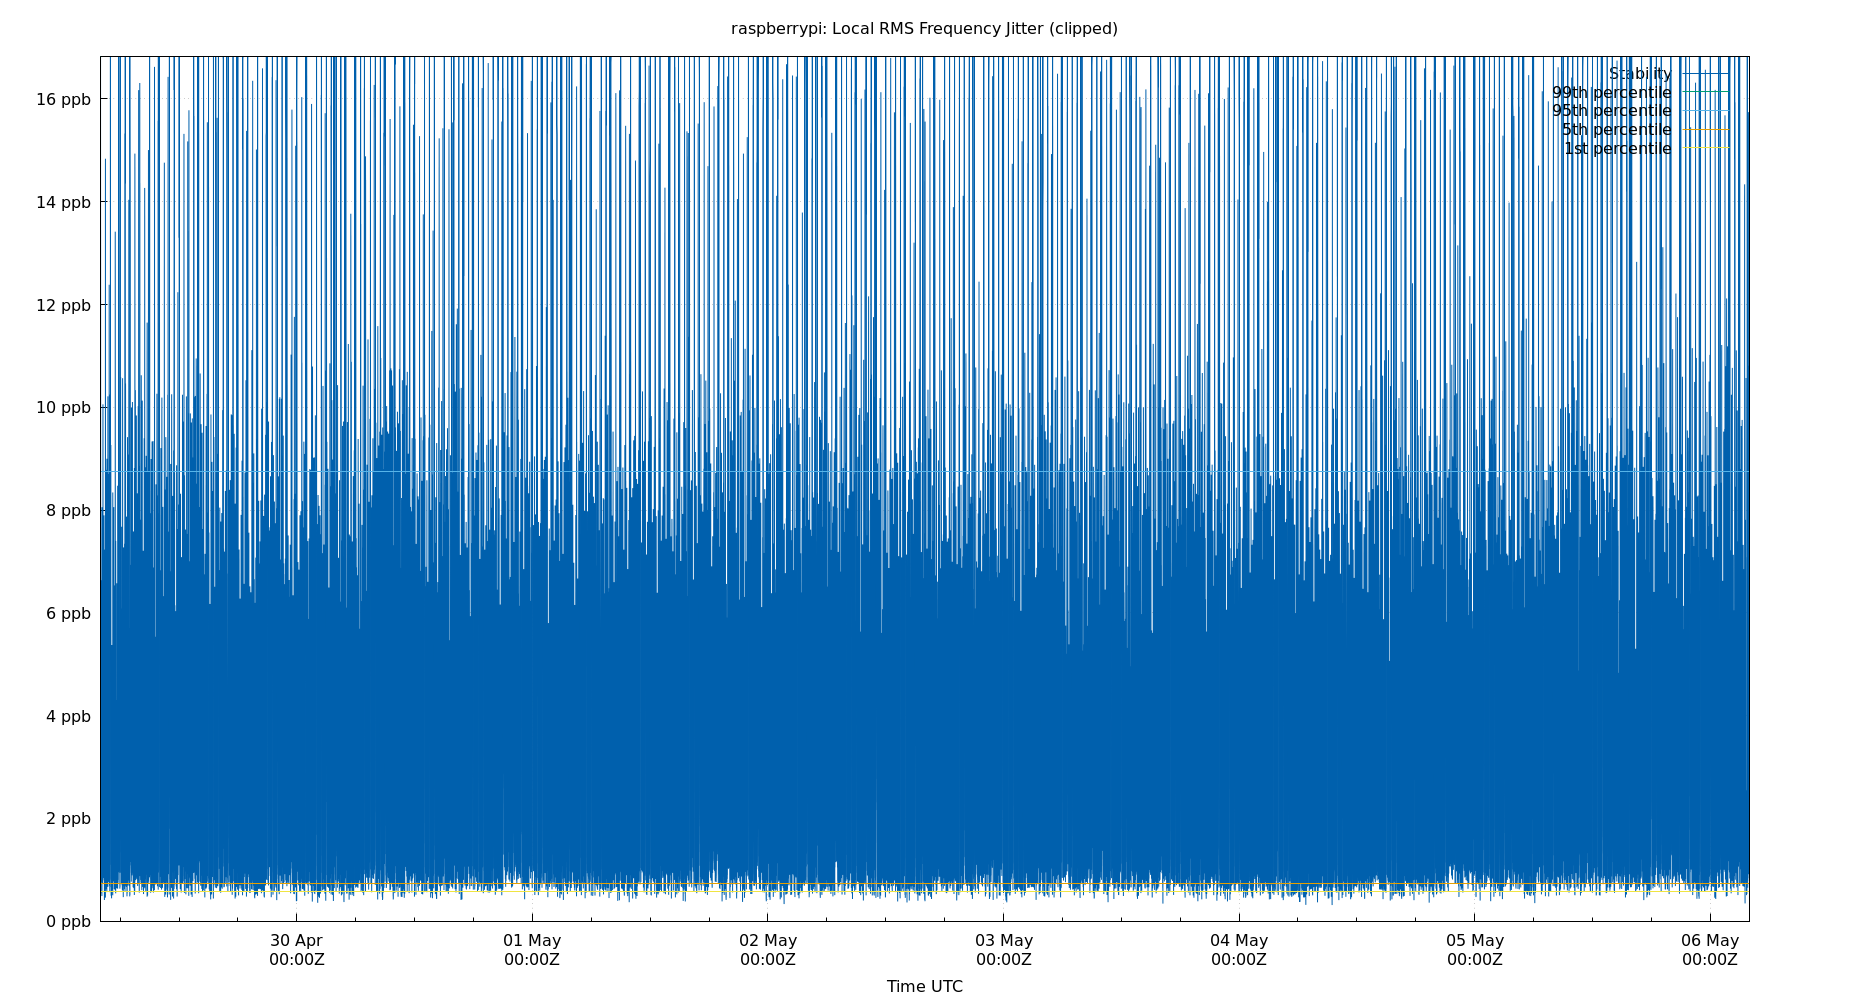 raspberrypi: Local RMS Frequency Jitter (clipped)
Stability
99th percentile
95th percentile
5th percentile
1st percentile
16 ppb
14 ppb
12 ppb
10 ppb
8 ppb
6 ppb
4 ppb
2 ppb
0 ppb
30 Apr 01 May 02 May 03 May 04 May 05 May 06 May
00:00Z 00:00Z 00:00Z 00:00Z 00:00Z 00:00Z 00:00Z
Time UTC